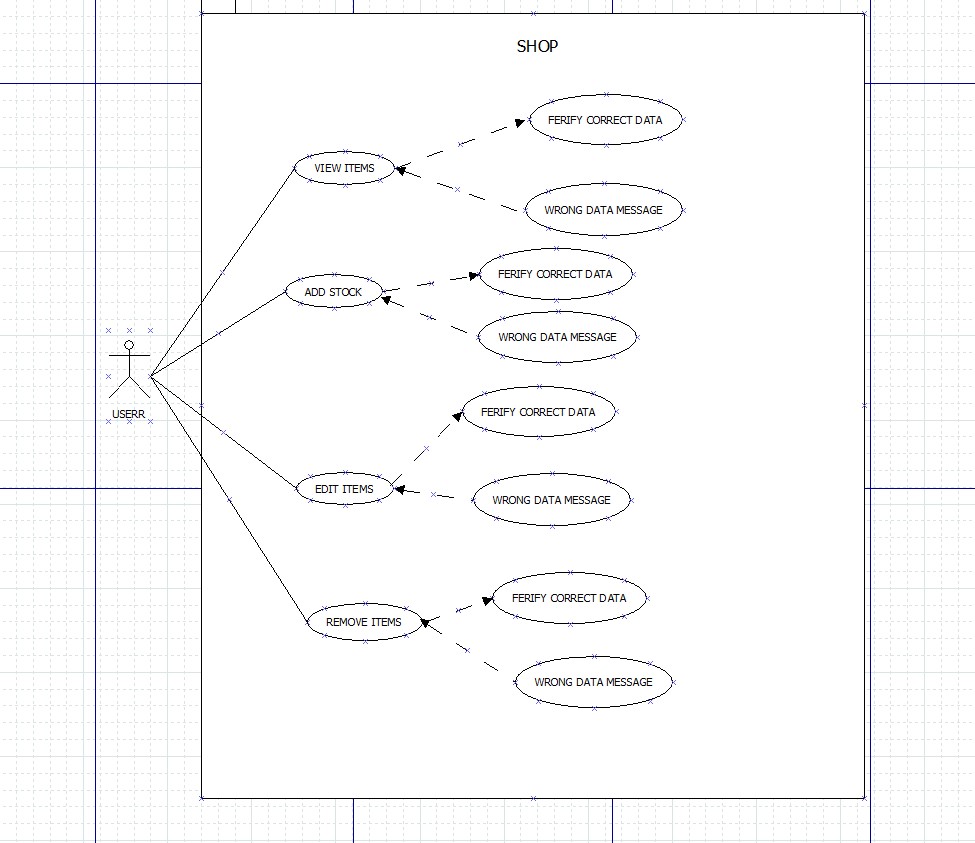 SHOP
FERIFY CORRECT DATA
VIEW ITEMS
WRONG DATA MESSAGE
FERIFY CORRECT DATA
ADD STOCK
WRONG DATA MESSAGE
USERR
FERIFY CORRECT DATA
EDIT ITEMS
WRONG DATA MESSAGE
FERIFY CORRECT DATA
REMOVE ITEMS
WRONG DATA MESSAGE